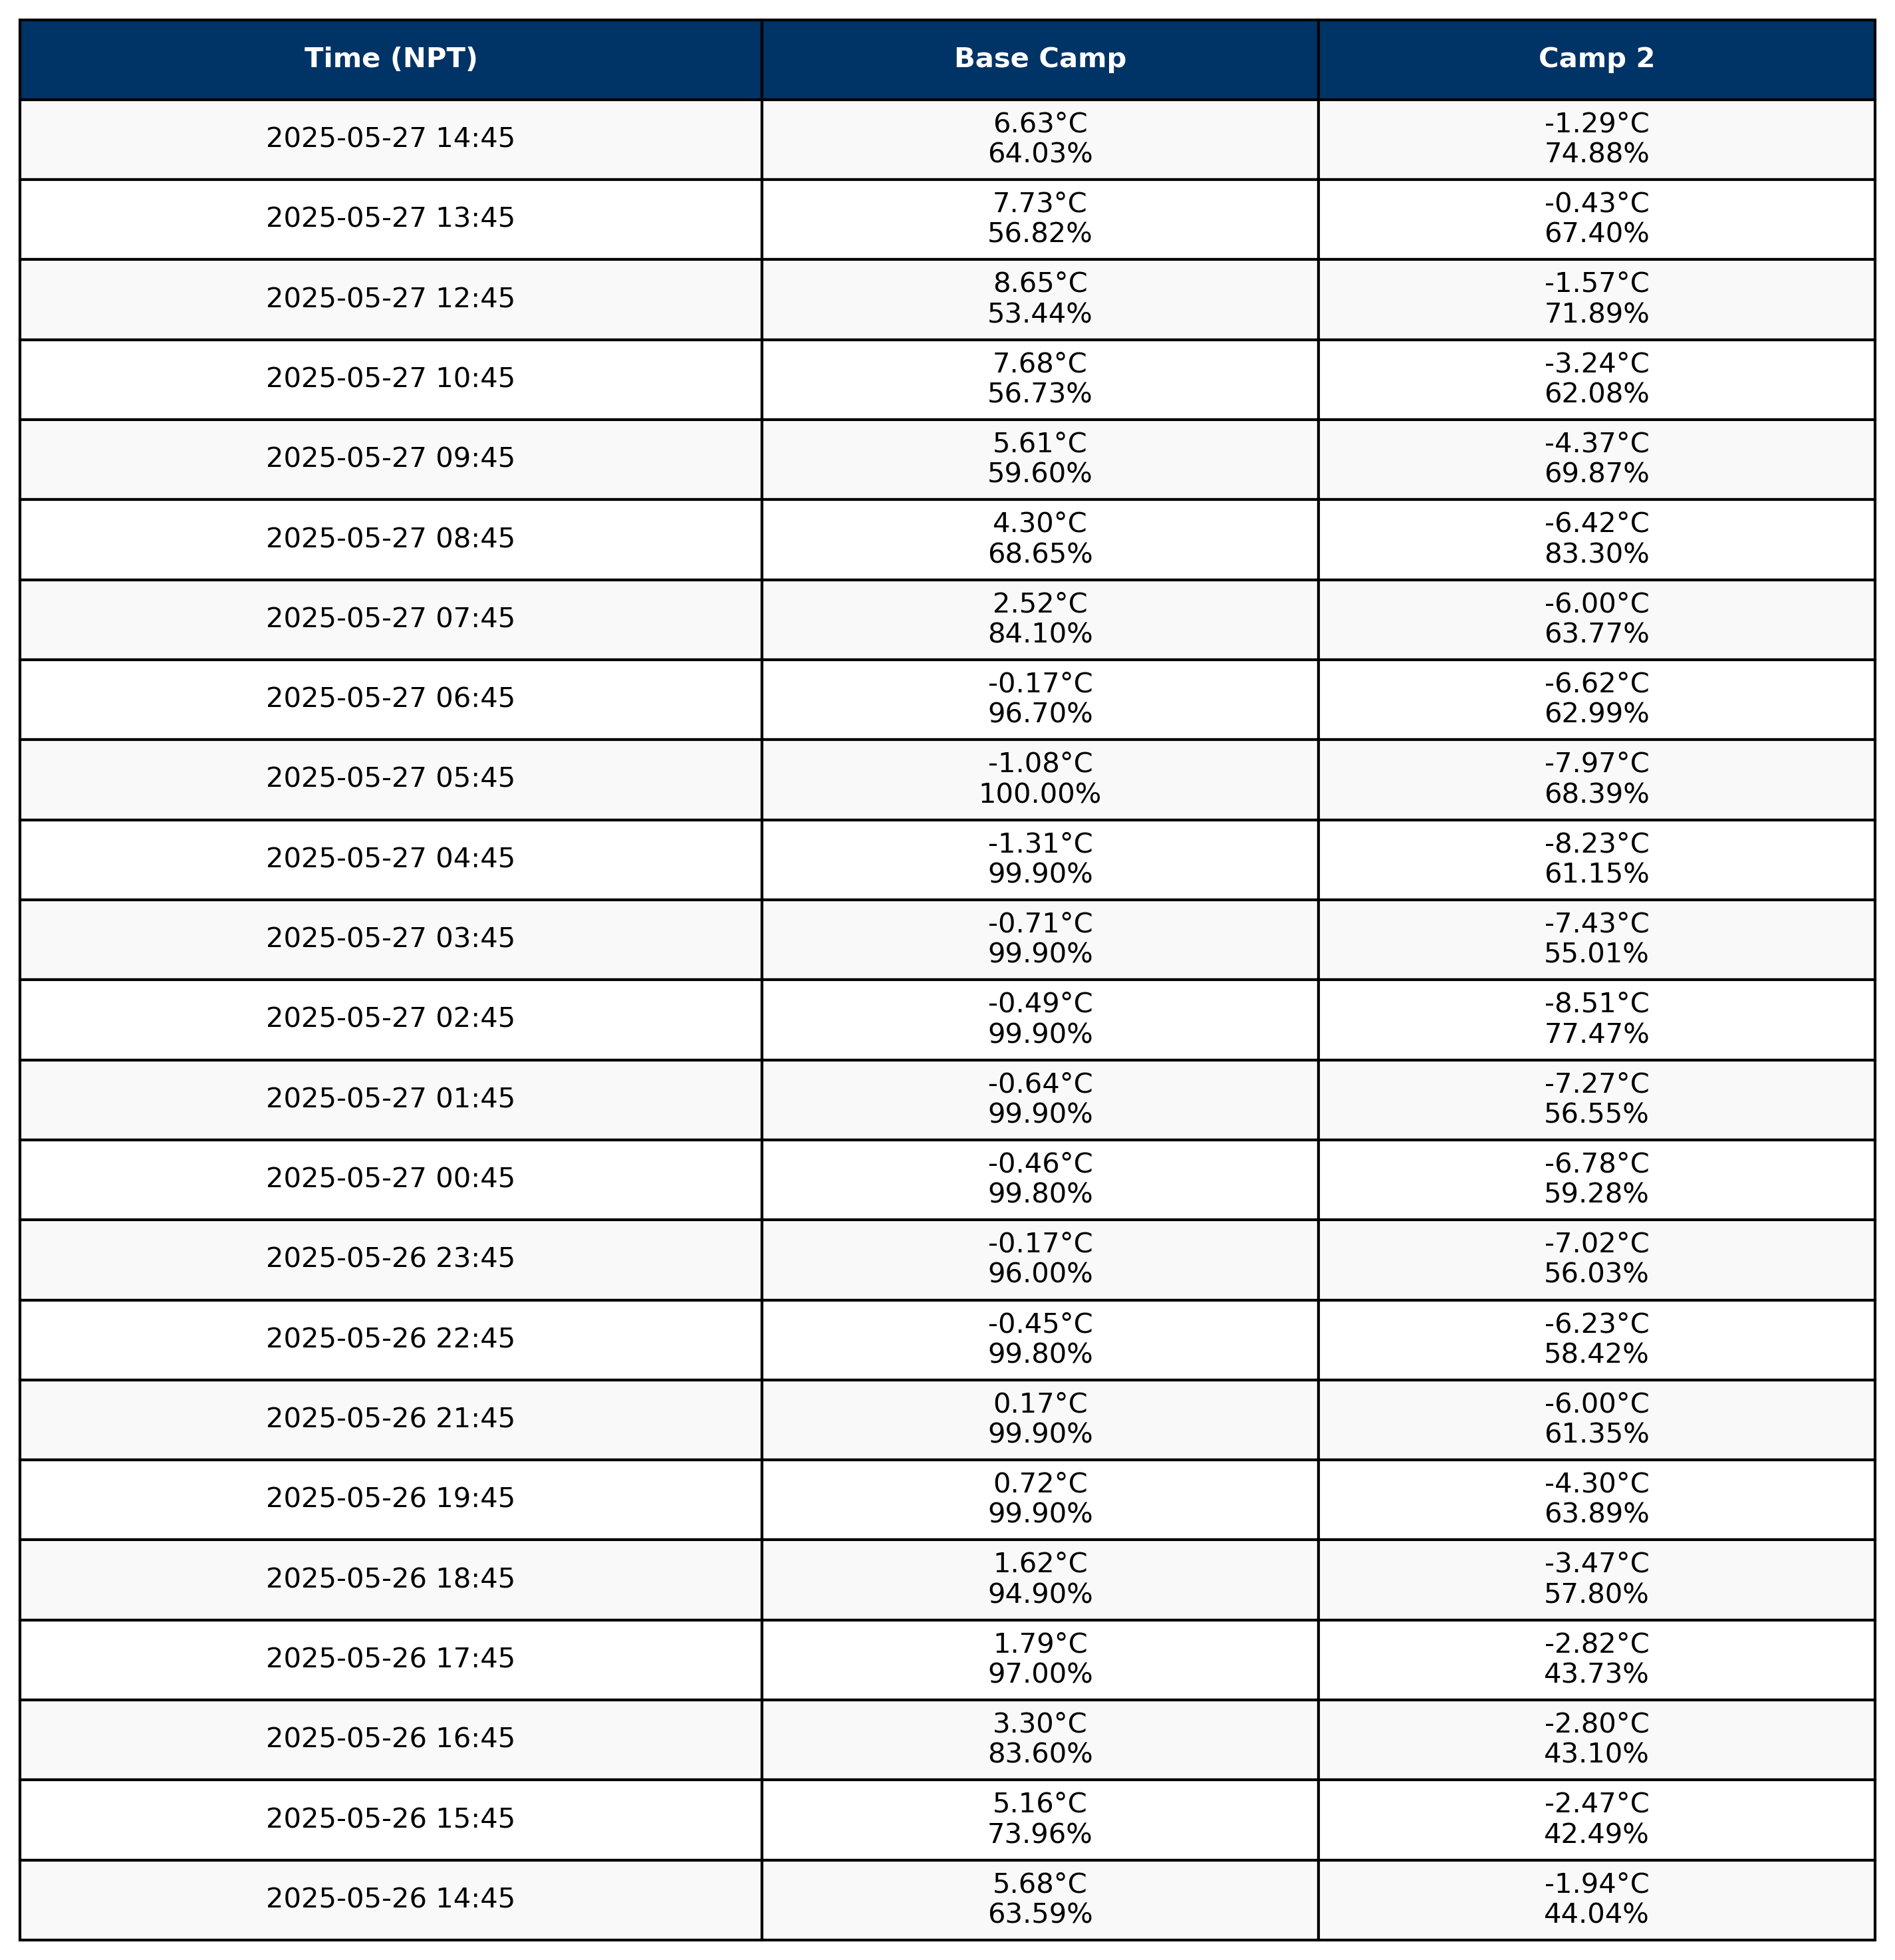 Time (NPT) Base Camp Camp 2
2025-05-27 14:45 6.63°C -1.29°C
64.03% 74.88%
2025-05-27 13:45 7.73°C -0.43°C
56.82% 67.40%
2025-05-27 12:45 8.65°C -1.57°C
53.44% 71.89%
2025-05-27 10:45 7.68°C -3.24°C
56.73% 62.08%
2025-05-27 09:45 5.61°C -4.37°C
59.60% 69.87%
2025-05-27 08:45 4.30°C -6.42°C
68.65% 83.30%
2025-05-27 07:45 2.52°C -6.00°C
84.10% 63.77%
2025-05-27 06:45 -0.17°C -6.62°C
96.70% 62.99%
2025-05-27 05:45 -1.08°C -7.97°C
100.00% 68.39%
2025-05-27 04:45 -1.31°C -8.23°C
99.90% 61.15%
2025-05-27 03:45 -0.71°C -7.43°C
99.90% 55.01%
2025-05-27 02:45 -0.49°C -8.51°C
99.90% 77.47%
2025-05-27 01:45 -0.64°C -7.27°C
99.90% 56.55%
2025-05-27 00:45 -0.46°C -6.78°C
99.80% 59.28%
2025-05-26 23:45 -0.17°C -7.02°C
96.00% 56.03%
2025-05-26 22:45 -0.45°C -6.23°C
99.80% 58.42%
2025-05-26 21:45 0.17°C -6.00°C
99.90% 61.35%
2025-05-26 19:45 0.72°C -4.30°C
99.90% 63.89%
2025-05-26 18:45 1.62°C -3.47°C
94.90% 57.80%
2025-05-26 17:45 1.79°C -2.82°C
97.00% 43.73%
2025-05-26 16:45 3.30°C -2.80°C
83.60% 43.10%
2025-05-26 15:45 5.16°C -2.47°C
73.96% 42.49%
2025-05-26 14:45 5.68°C -1.94°C
63.59% 44.04%